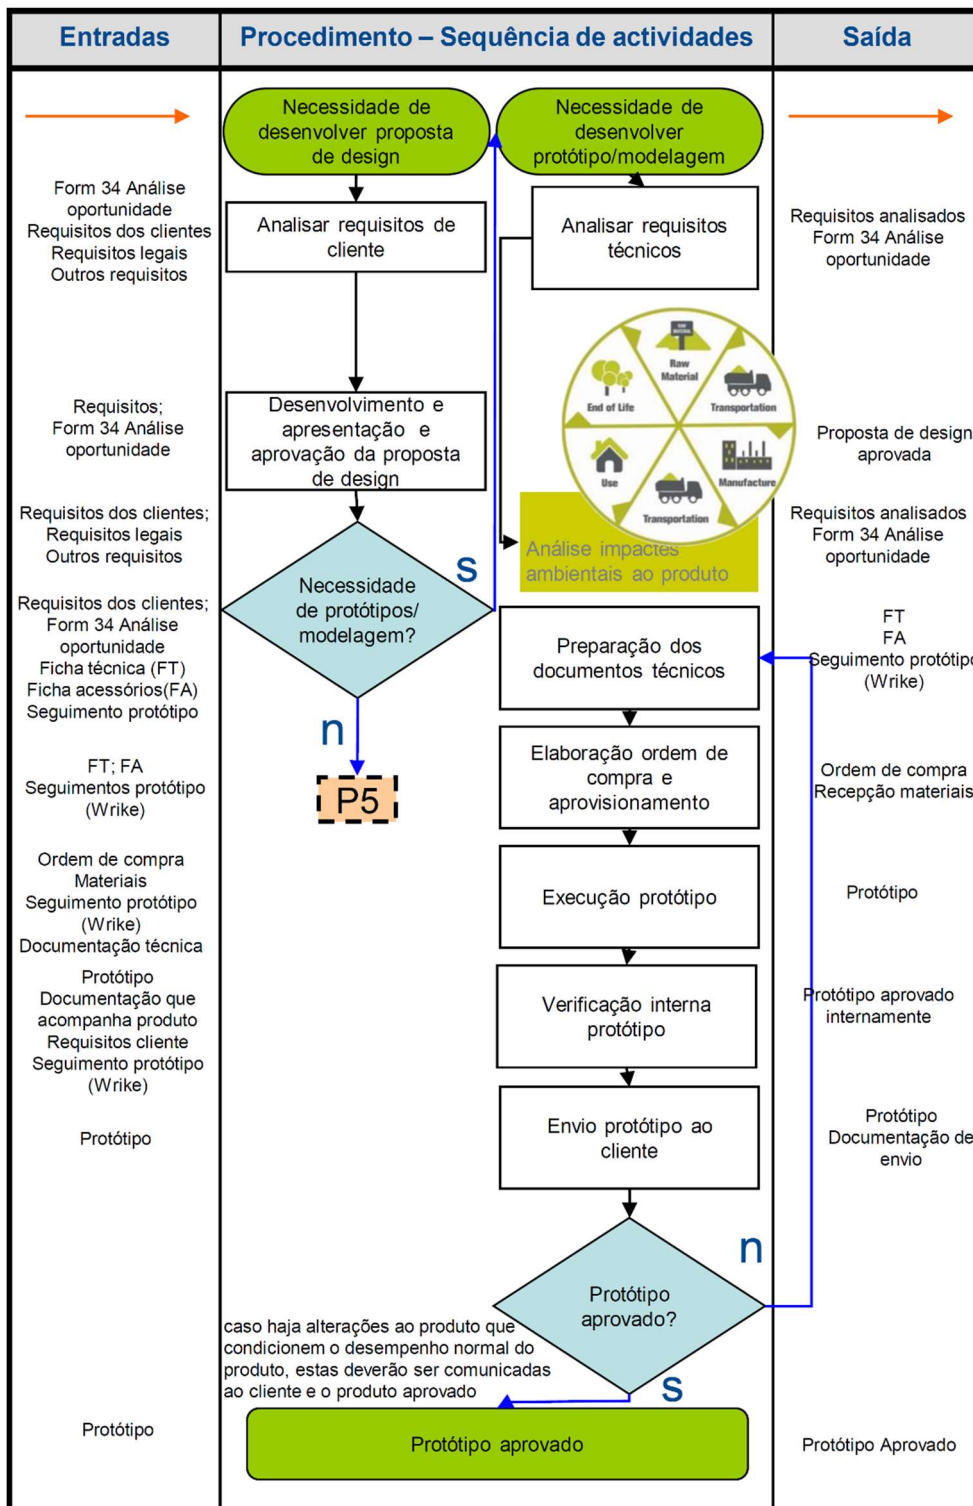 Entradas
Procedimento – Sequência de actividades
Saída
Necessidade de
desenvolver proposta
de design
Necessidade de
desenvolver
protótipo/modelagem
Form 34 Análise
oportunidade
Requisitos dos clientes
Requisitos legais
Outros requisitos
Analisar requisitos de
cliente
Analisar requisitos
técnicos
Requisitos analisados
Form 34 Análise
oportunidade
RAW
MATERIAL
Raw
Material
End of Life
Transportation
Use
Manufacture
Transportation
Requisitos;
Form 34 Análise
oportunidade
Desenvolvimento e
apresentação e
aprovação da proposta
de design
Proposta de design
aprovada
Requisitos dos clientes;
Requisitos legais
Outros requisitos
Análise impactes
ambientais ao produto
Requisitos analisados
Form 34 Análise
oportunidade
Necessidade
de protótipos/
modelagem?
s
n
P5
Requisitos dos clientes;
Form 34 Análise
oportunidade
Ficha técnica (FT)
Ficha acessórios(FA)
Seguimento protótipo
Preparação dos
documentos técnicos
FT
FA
Seguimento protótipo
(Wrike)
FT; FA
Seguimentos protótipo
(Wrike)
Elaboração ordem de
compra e
aprovisionamento
Ordem de compra
Recepção materiais
Ordem de compra
Materiais
Seguimento protótipo
(Wrike)
Documentação técnica
Execução protótipo
Protótipo
Protótipo
Documentação que
acompanha produto
Requisitos cliente
Seguimento protótipo
(Wrike)
Verificação interna
protótipo
Protótipo aprovado
internamente
Protótipo
Envio protótipo ao
cliente
Protótipo
Documentação de
envio
Protótipo
aprovado?
n
s
caso haja alterações ao produto que
condicionem o desempenho normal do
produto, estas deverão ser comunicadas
ao cliente e o produto aprovado
Protótipo
Protótipo aprovado
Protótipo Aprovado